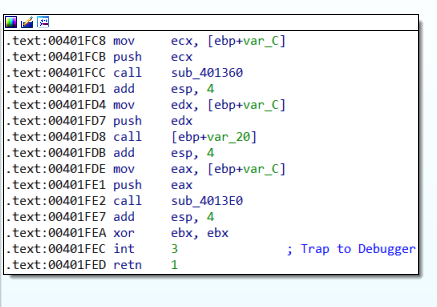 .text:00401FC8 mov ecx, [ebp+var_C]
.text:00401FCB push ecx
.text:00401FCC call sub_401360
.text:00401FD1 add esp, 4
.text:00401FD4 mov edx, [ebp+var_C]
.text:00401FD7 push edx
.text:00401FD8 call [ebp+var_20]
.text:00401FDB add esp, 4
.text:00401FDE mov eax, [ebp+var_C]
.text:00401FE1 push eax
.text:00401FE2 call sub_4013E0
.text:00401FE7 add esp, 4
.text:00401FEA xor ebx, ebx
.text:00401FEC int 3 ; Trap to Debugger
.text:00401FED retn 1